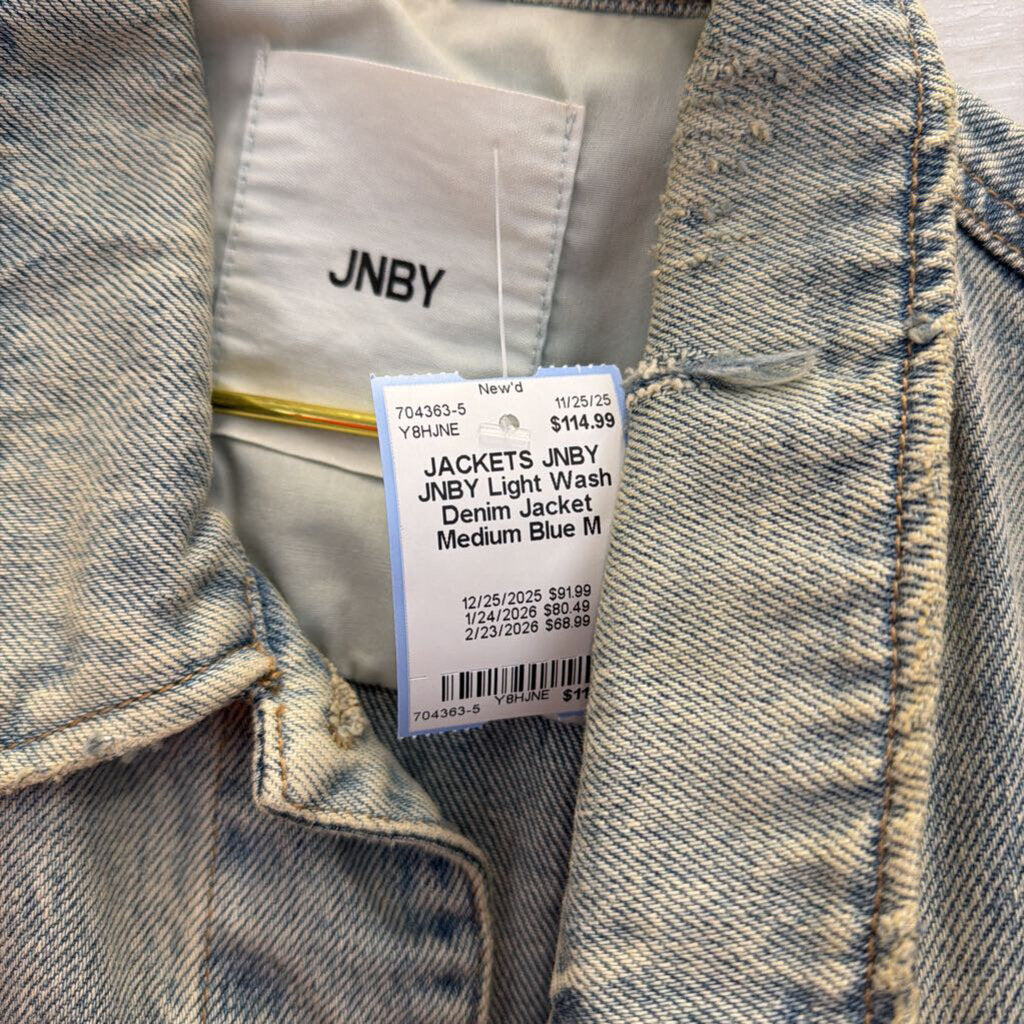 JNBY
New'd
704363-5 11/25/25
Y8HJNE $114.99
JACKETS JNBY
JNBY Light Wash
Denim Jacket
Medium Blue M
12/25/2025 $91.99
1/24/2026 $80.49
2/23/2026 $68.99
704363-5 Y8HJNE $11